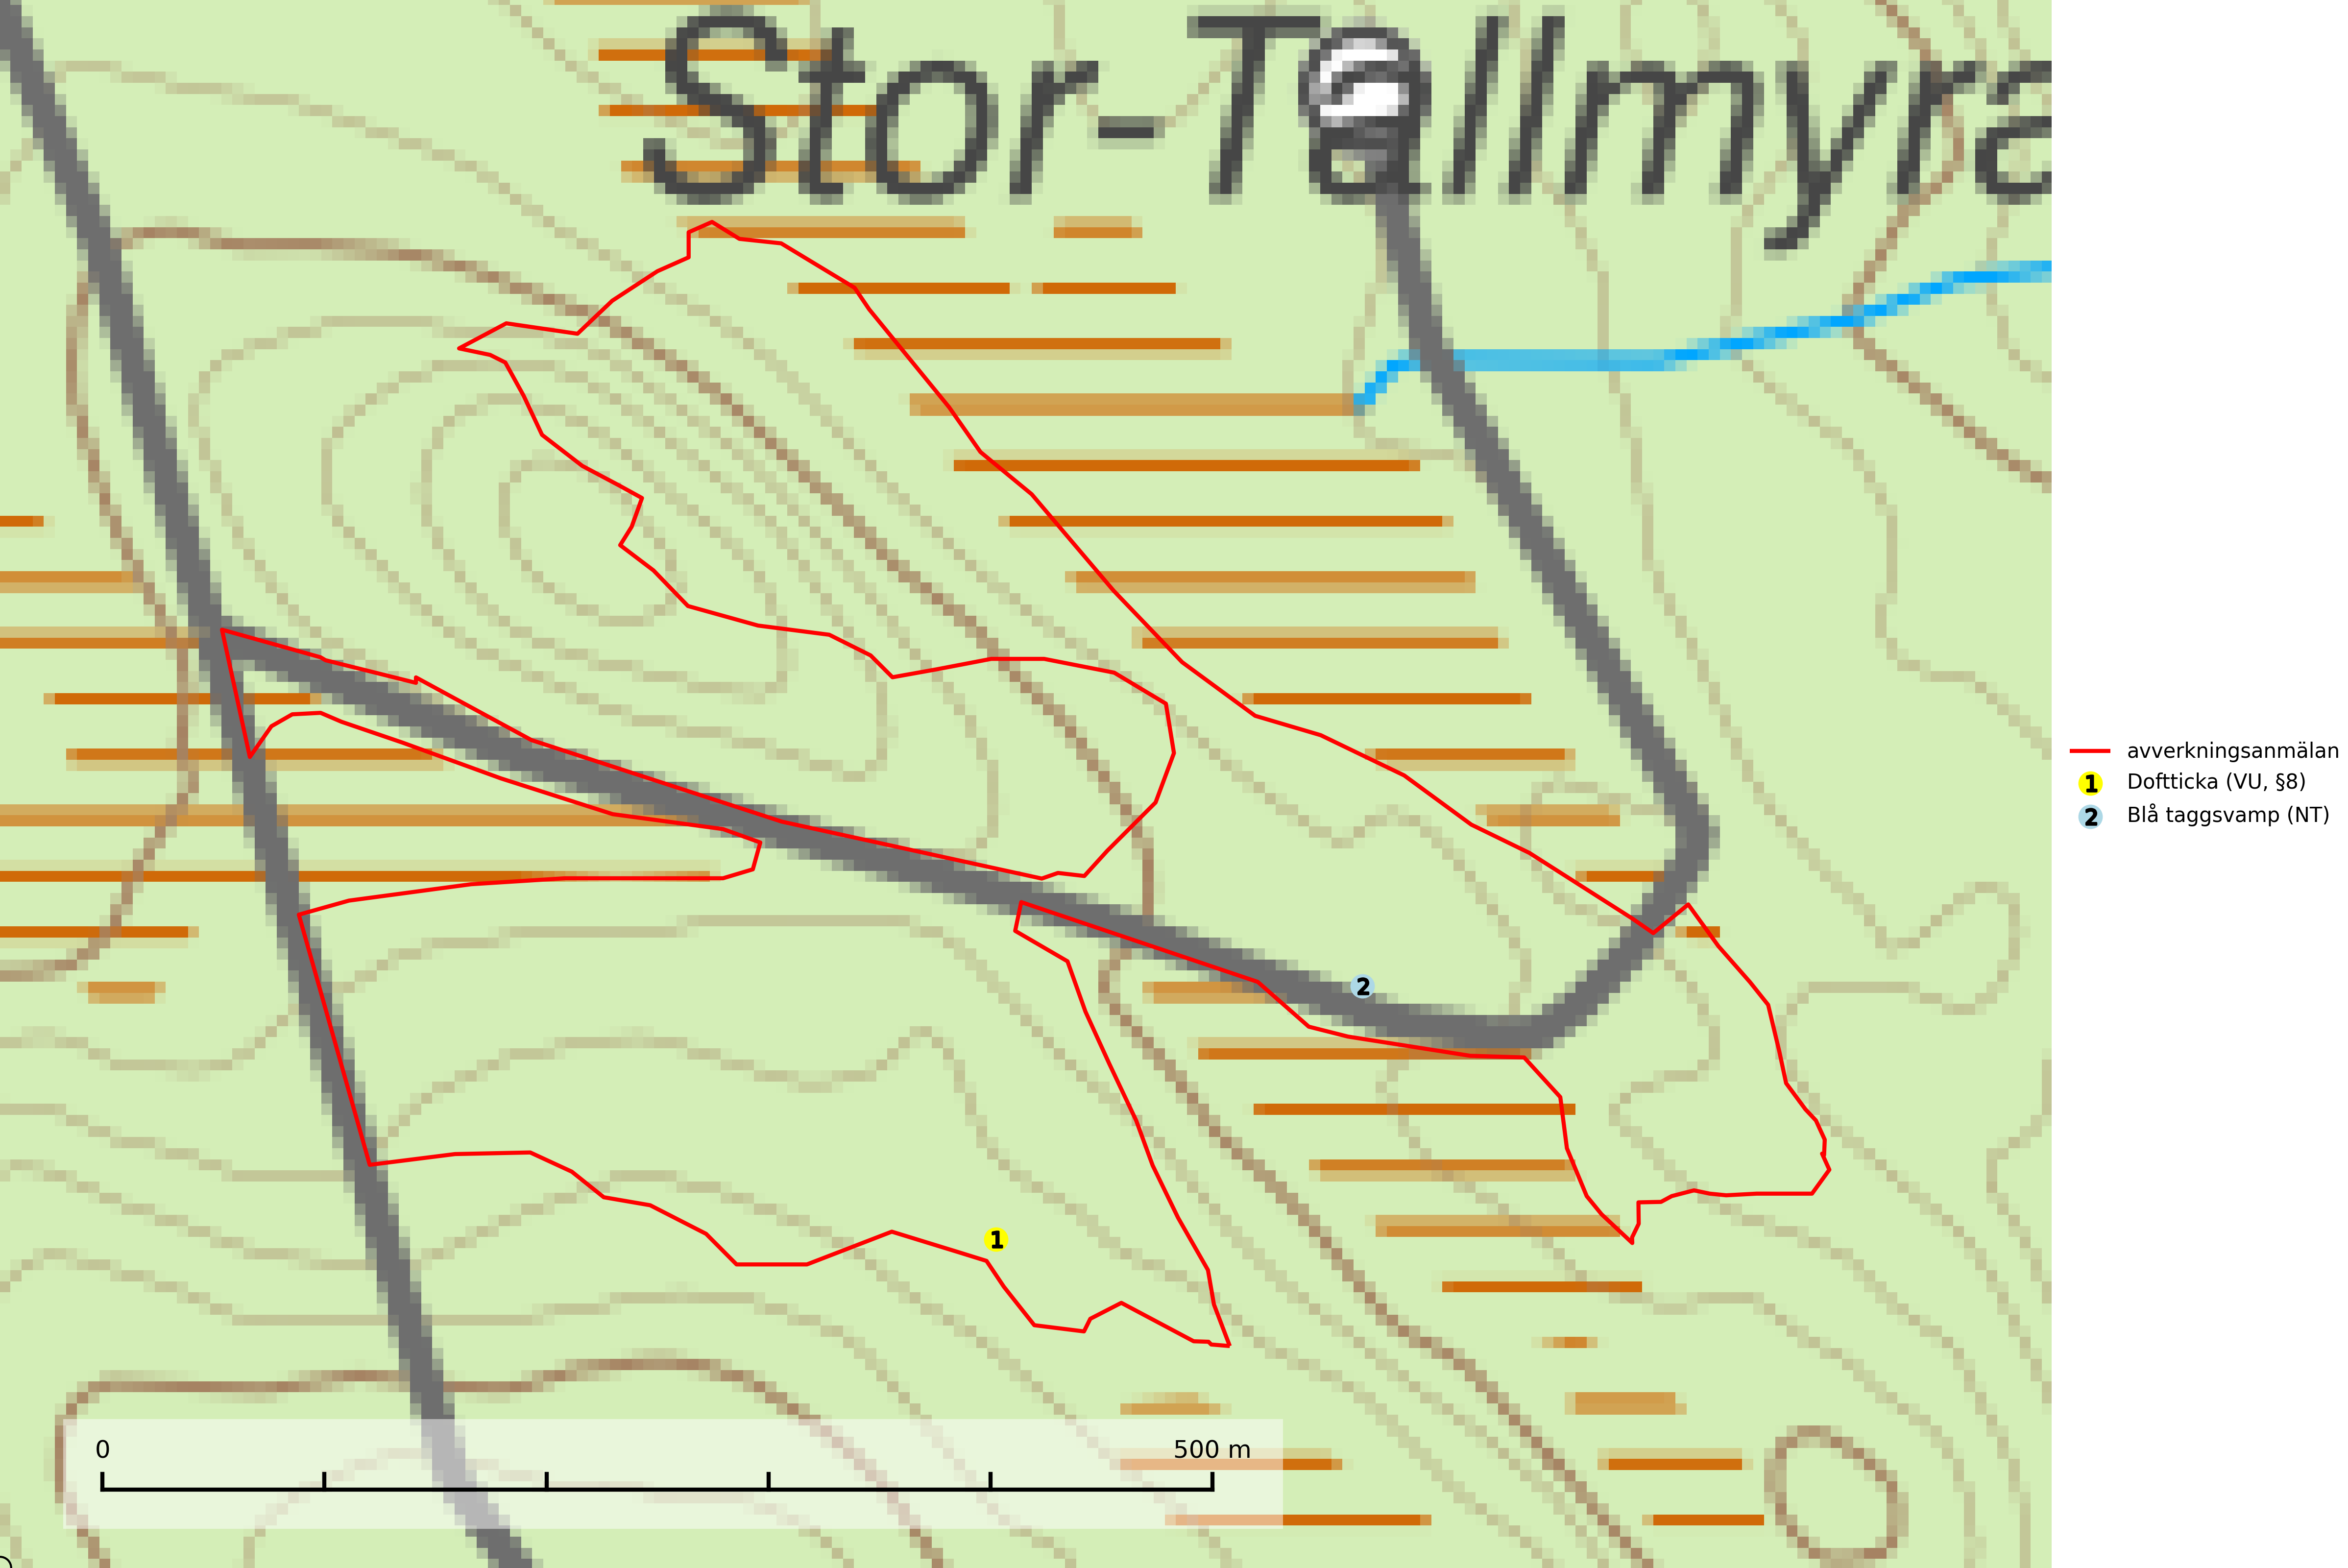 Stor-Tallmyra
avverkningsanmälan
1 Doftticka (VU, §8)
2 Blå taggsvamp (NT)
2
1
0 500 m